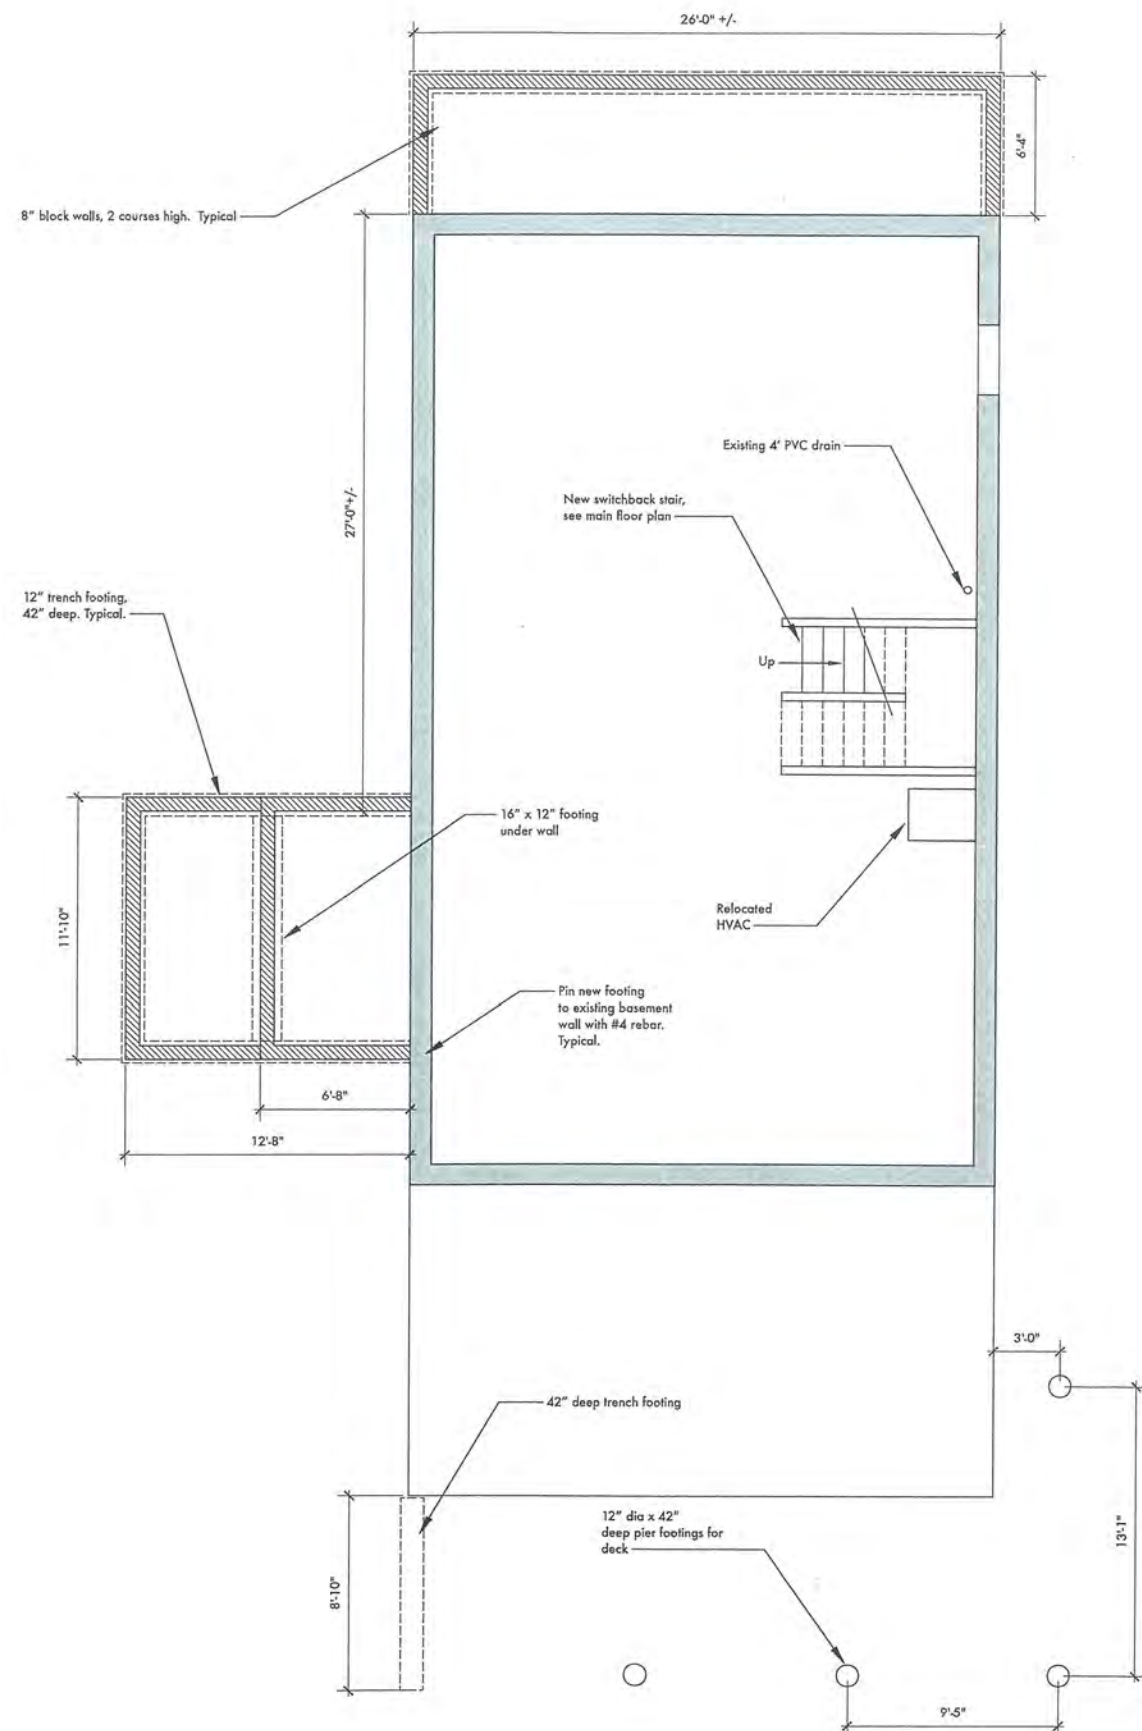 26'-0" +/-
6'-4"
8" block walls, 2 courses high. Typical
27'-0"+/-
Existing 4' PVC drain
New switchback stair,
see main floor plan
12" trench footing,
42" deep. Typical.
Up
16" x 12" footing
under wall
11'-10"
Relocated
HVAC
Pin new footing
to existing basement
wall with #4 rebar.
Typical.
6'-8"
12'-8"
3'-0"
42" deep trench footing
12" dia x 42"
deep pier footings for
deck
13'-1"
8'-10"
9'-5"